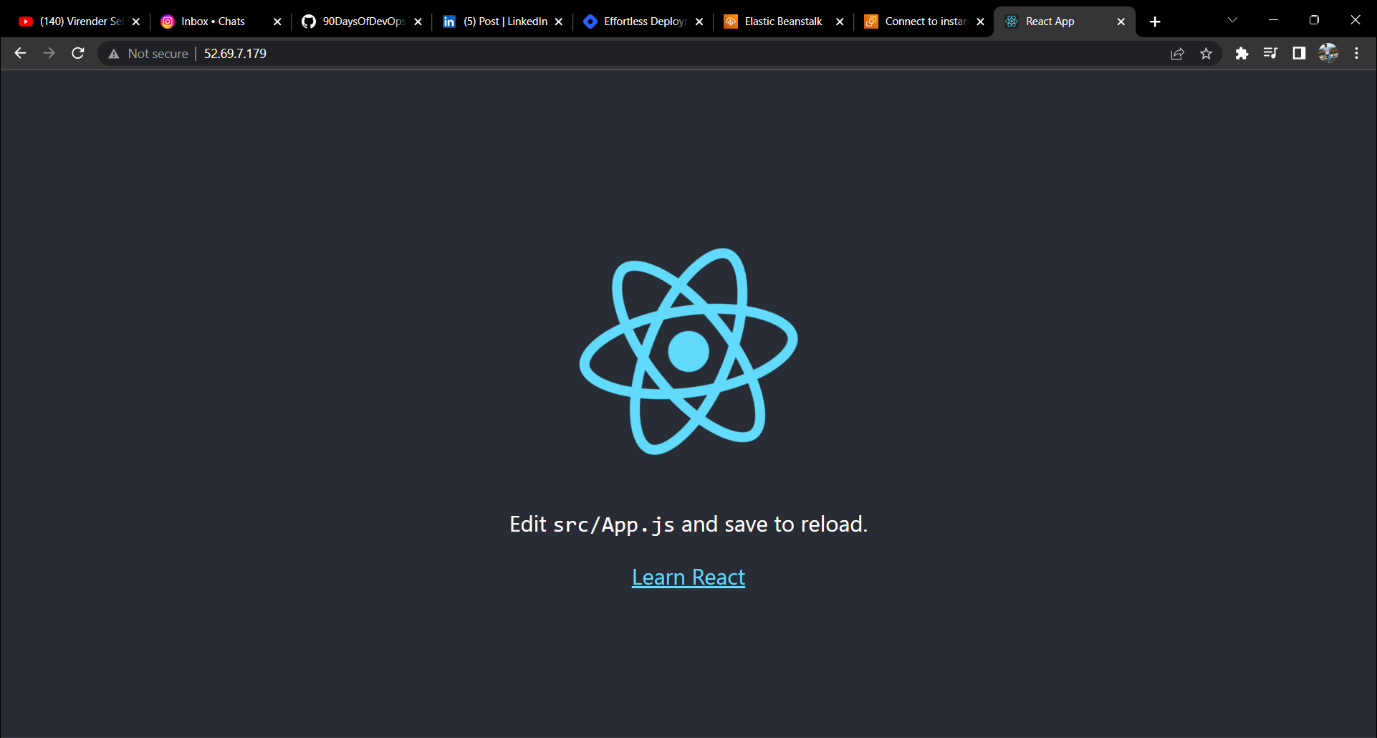 (140) Virender Se
Inbox • Chats
90DaysOfDevOps
(5) Post | LinkedIn
Effortless Deploy
Elastic Beanstalk
Connect to instan
React App
Not secure
52.69.7.179
Edit src/App.js and save to reload.
Learn React